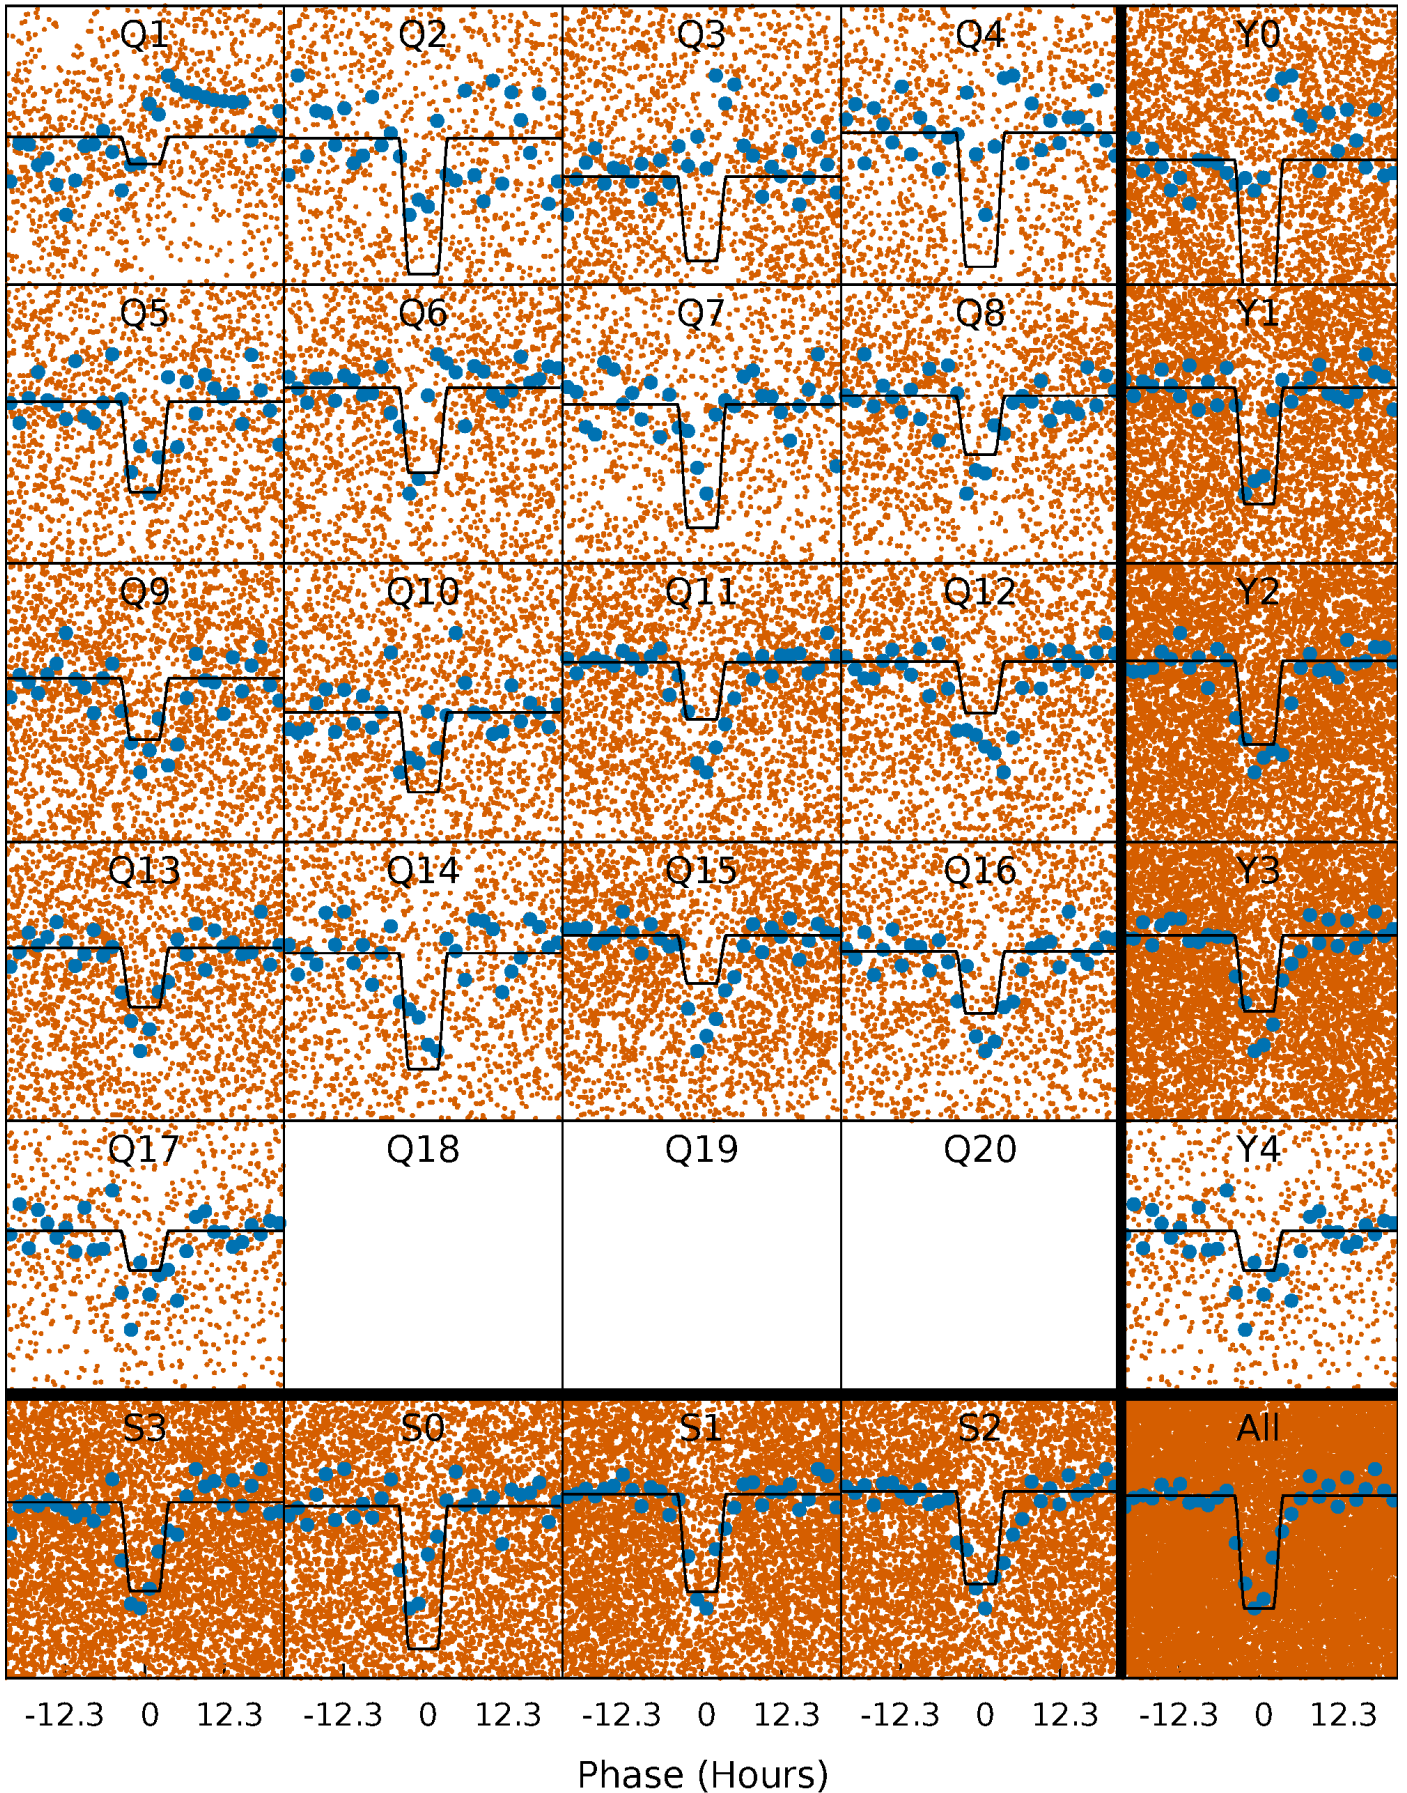 Q1 Q2 Q3 Q4 Y0
Q5 Q6 Q7 Q8 Y1
Q9 Q10 Q11 Q12 Y2
Q13 Q14 Q15 Q16 Y3
Q17 Q18 Q19 Q20 Y4
S3 S0 S1 S2 All
-12.3 0 12.3 -12.3 0 12.3 -12.3 0 12.3 -12.3 0 12.3 -12.3 0 12.3
Phase (Hours)